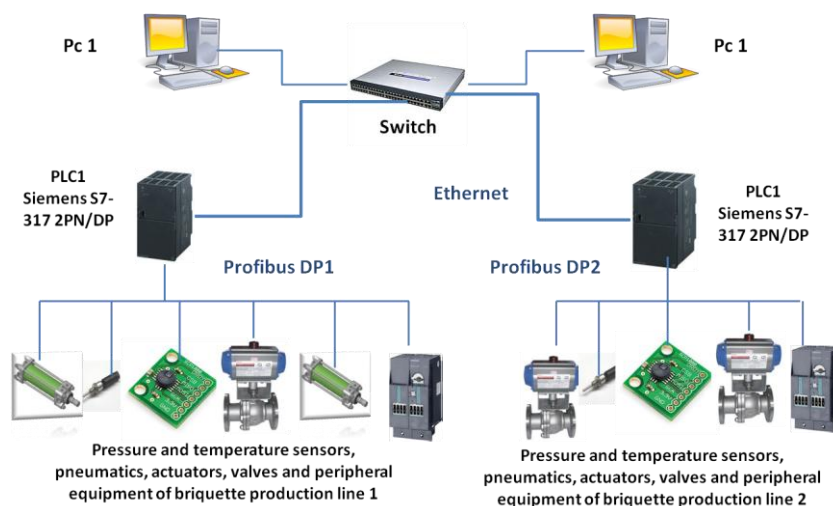 Pc 1
Pc 1
Switch
PLC1
Siemens S7-
317 2PN/DP
Ethernet
PLC1
Siemens S7-
317 2PN/DP
Profibus DP1
Profibus DP2
Pressure and temperature sensors,
pneumatics, actuators, valves and peripheral
equipment of briquette production line 1
Pressure and temperature sensors,
pneumatics, actuators, valves and peripheral
equipment of briquette production line 2